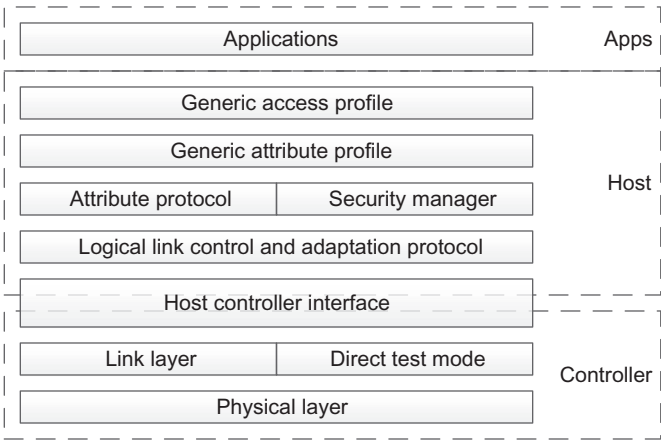 Applications
Apps
Generic access profile
Generic attribute profile
Attribute protocol
Security manager
Host
Logical link control and adaptation protocol
Host controller interface
Link layer
Direct test mode
Controller
Physical layer